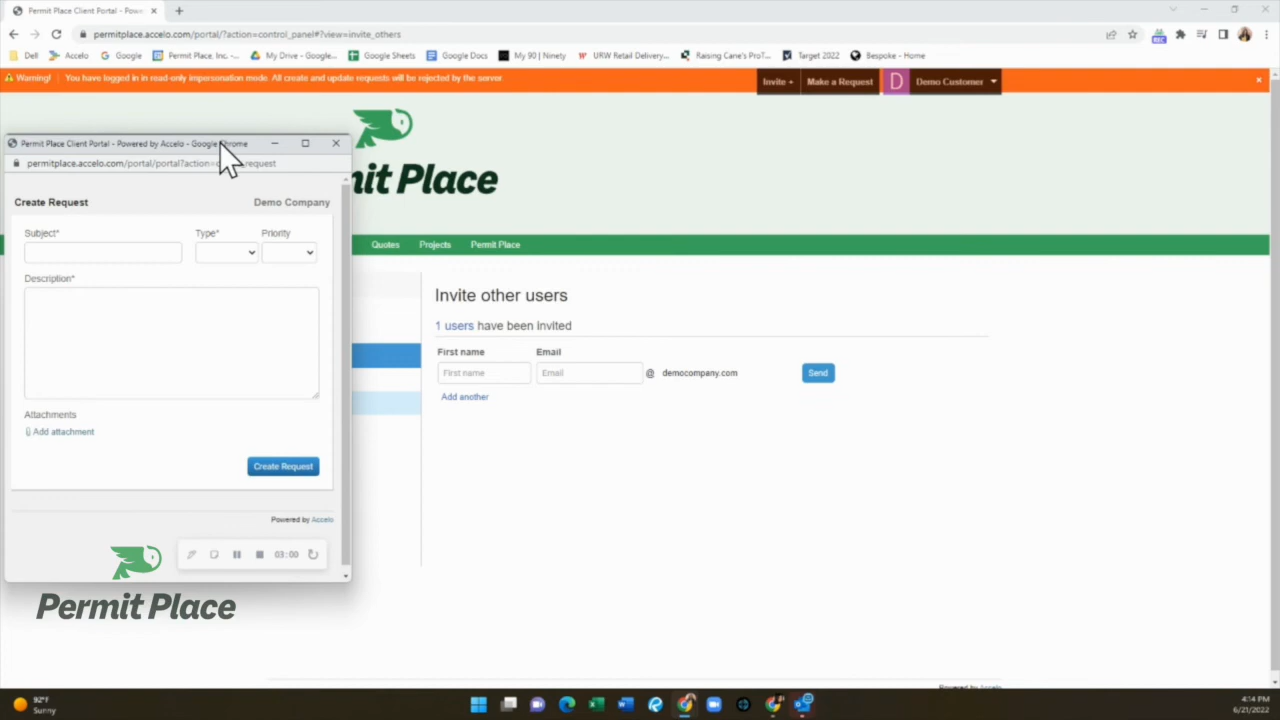 Permit Place Client Portal - Powe
permitplace.accelo.com/portal/?action=control_panel#?view=invite_others
Dell Accelo Google Permit Place, Inc. -... My Drive - Google... Google Sheets Google Docs My 90 | Ninety URW Retail Delivery... Raising Cane's ProT... Target 2022 Bespoke - Home
Warning! You have logged in in read-only impersonation mode. All create and update requests will be rejected by the server.
Invite + Make a Request D Demo Customer
mit Place
Permit Place Client Portal - Powered by Accelo - Google Chrome
permitplace.accelo.com/portal/portal?action= request
Create Request Demo Company
Subject* Type* Priority
Description*
Attachments
Add attachment
Create Request
Powered by Accelo
03:00
Permit Place
Quotes Projects Permit Place
Invite other users
1 users have been invited
First name Email
First name Email @ democompany.com Send
Add another
Powered by Accelo
92°F
Sunny
4:14 PM
6/21/2022